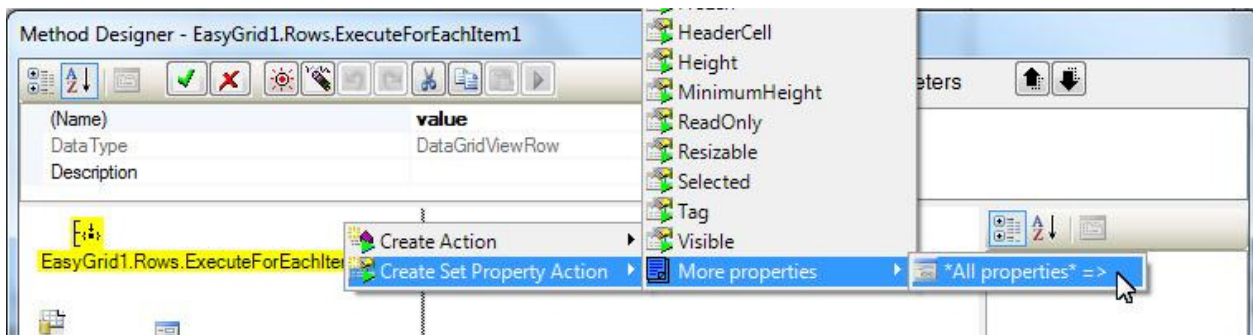 Method Designer - EasyGrid1.Rows.ExecuteForEachItem1
HeaderCell
Height
MinimumHeight
ReadOnly
Resizable
Selected
Tag
Visible
More properties
eters
(Name) value
DataType DataGridViewRow
Description
EasyGrid1.Rows.ExecuteForEachIte
Create Action
Create Set Property Action
*All properties* =>